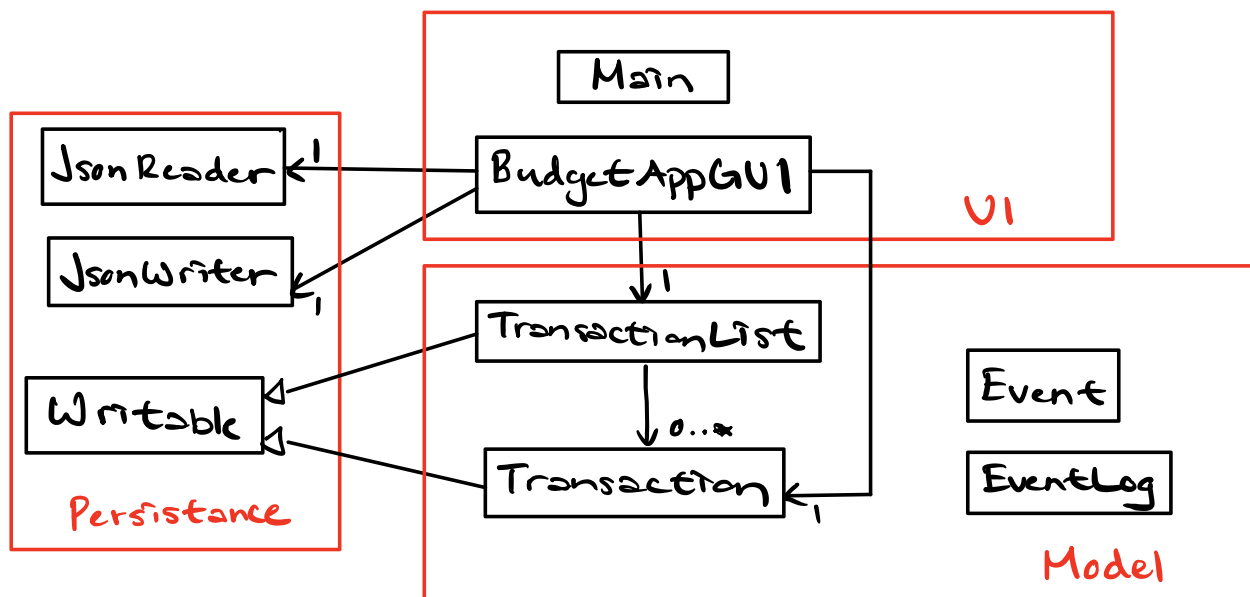 Main
JsonReader
1
BudgetAppGUI
UI
JsonWriter
1
1
TransactionList
Event
Writable
0..*
Transaction
EventLog
1
Persistance
Model